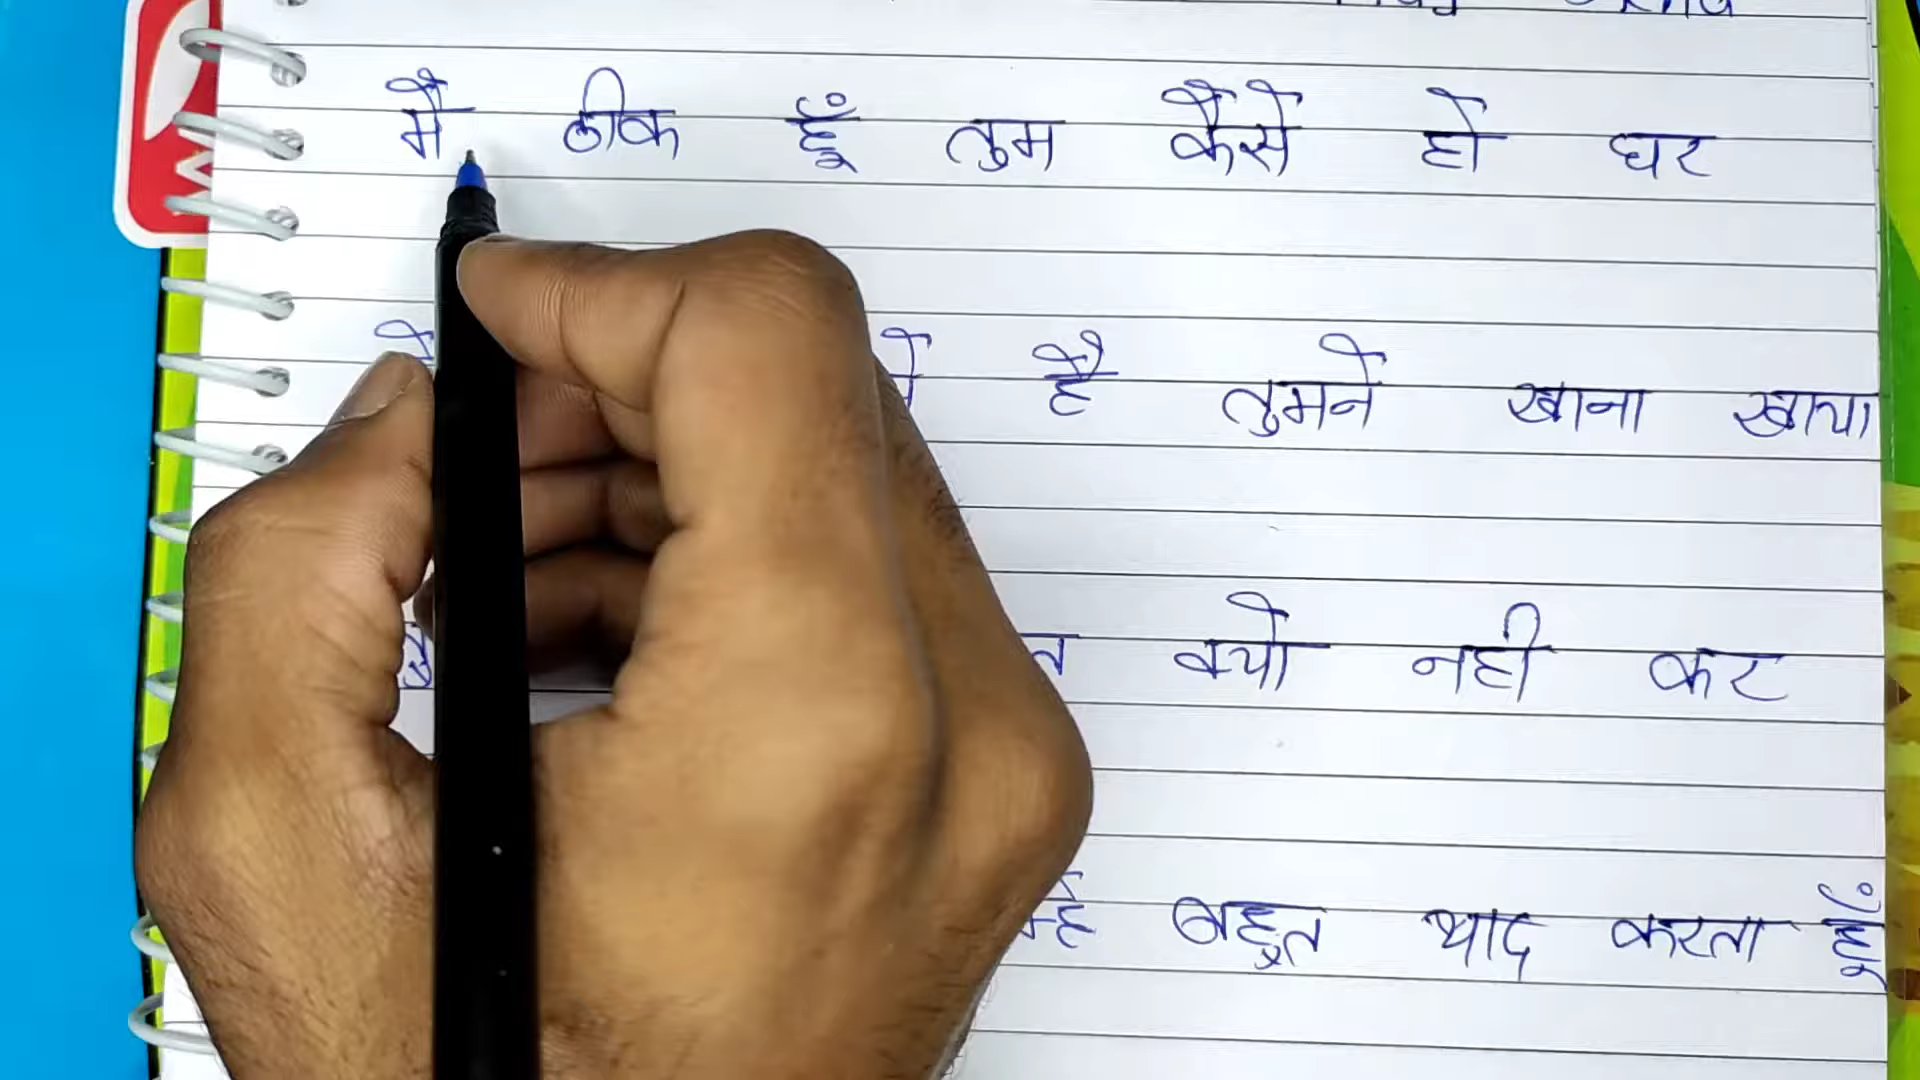 मै ठीक हूँ तुम कैसे हो घर
है तुमने खाना खाया
क्यो नही कर
बहुत याद करता हूँ